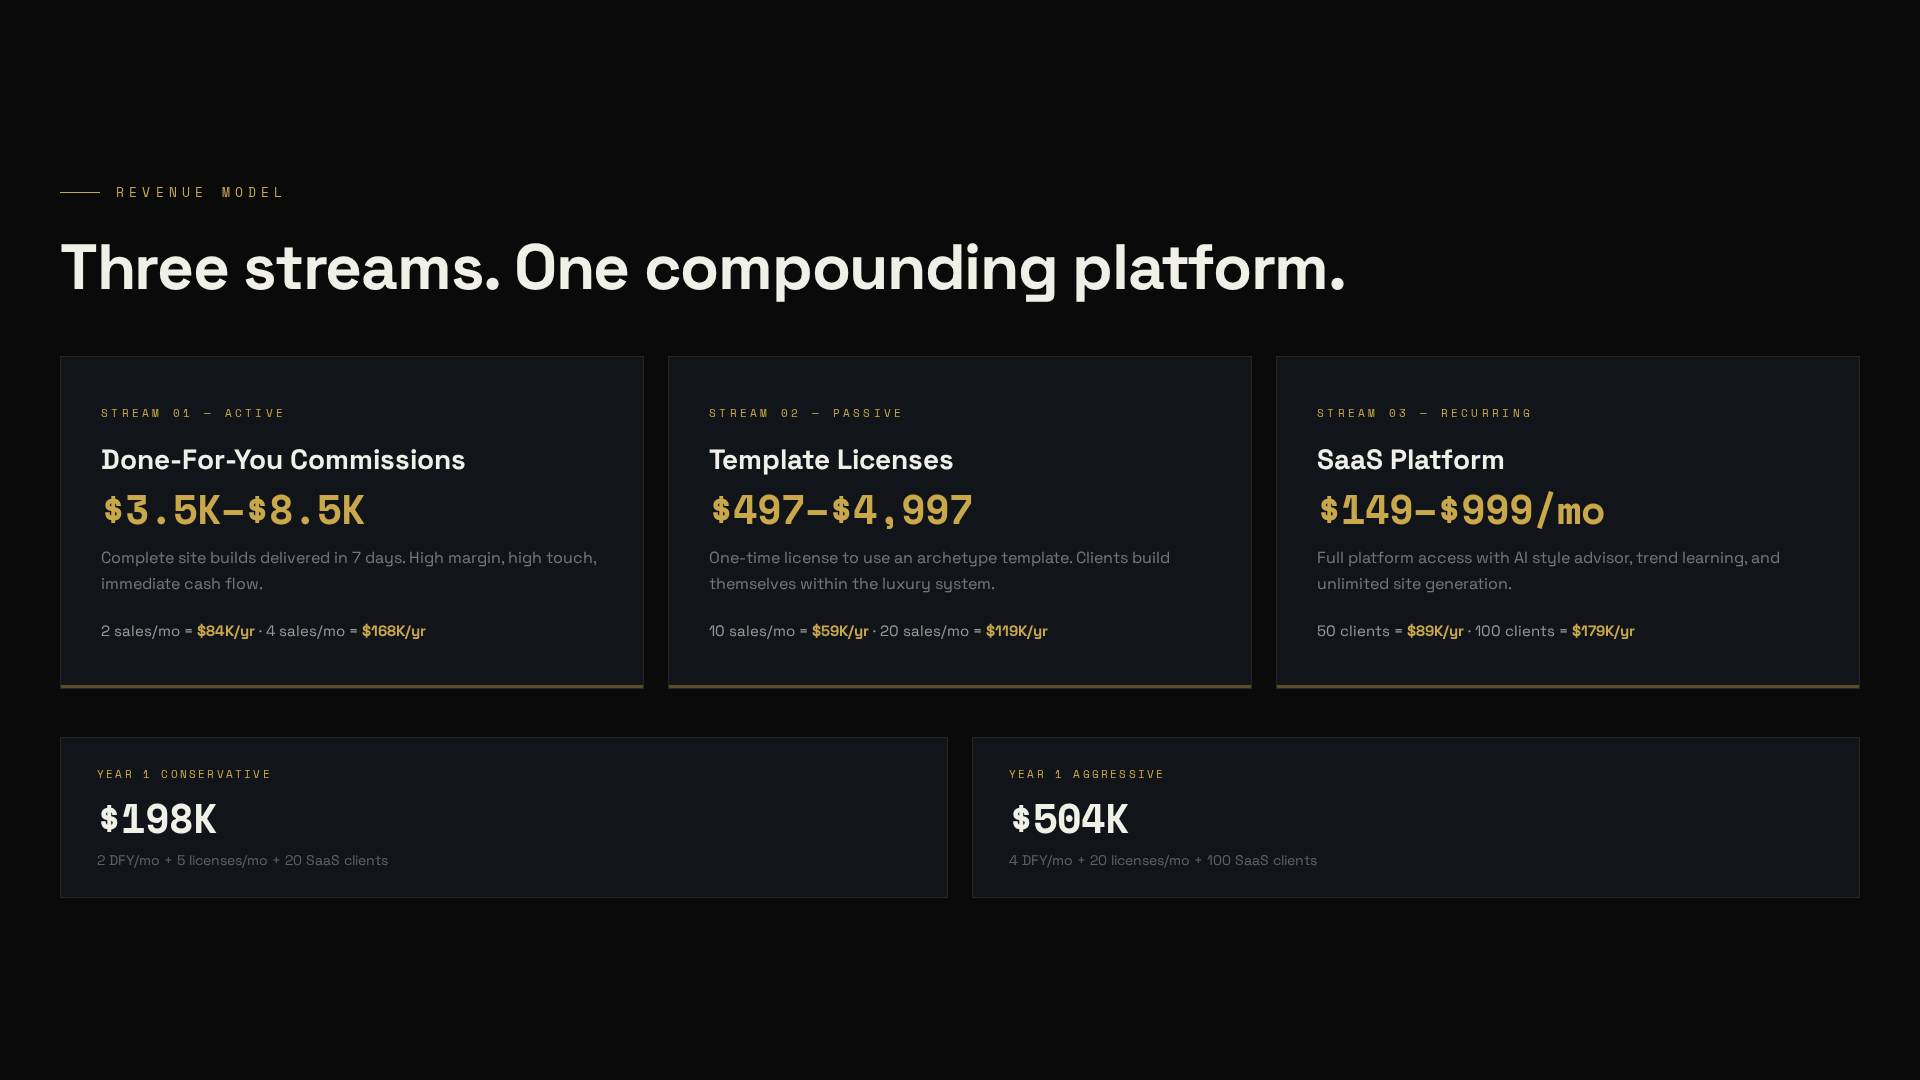 REVENUE MODEL
Three streams. One compounding platform.
STREAM 01 — ACTIVE
Done-For-You Commissions
$3.5K–$8.5K
Complete site builds delivered in 7 days. High margin, high touch,
immediate cash flow.
2 sales/mo = $84K/yr · 4 sales/mo = $168K/yr
STREAM 02 — PASSIVE
Template Licenses
$497–$4,997
One-time license to use an archetype template. Clients build
themselves within the luxury system.
10 sales/mo = $59K/yr · 20 sales/mo = $119K/yr
STREAM 03 — RECURRING
SaaS Platform
$149–$999/mo
Full platform access with AI style advisor, trend learning, and
unlimited site generation.
50 clients = $89K/yr · 100 clients = $179K/yr
YEAR 1 CONSERVATIVE
$198K
2 DFY/mo + 5 licenses/mo + 20 SaaS clients
YEAR 1 AGGRESSIVE
$504K
4 DFY/mo + 20 licenses/mo + 100 SaaS clients